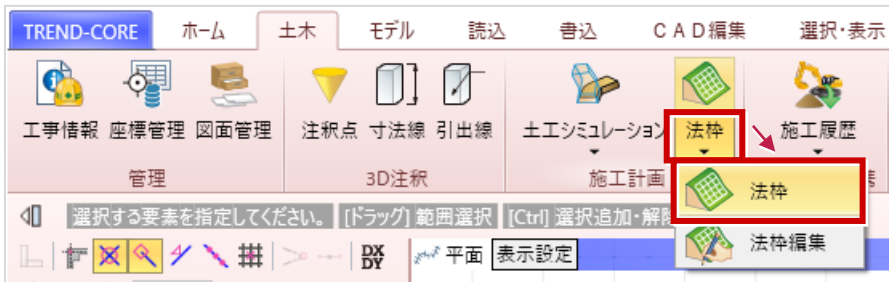 TREND-CORE ホーム 土木 モデル 読込 書込 ＣＡＤ編集 選択・表示
工事情報 座標管理 図面管理 注釈点 寸法線 引出線 土工シミュレーション 法枠 施工履歴
管理 3D注釈 施工計画 携
法枠
選択する要素を指定してください。 [ドラッグ] 範囲選択 [Ctrl] 選択追加・解除
法枠編集
DX
DY
平面 表示設定